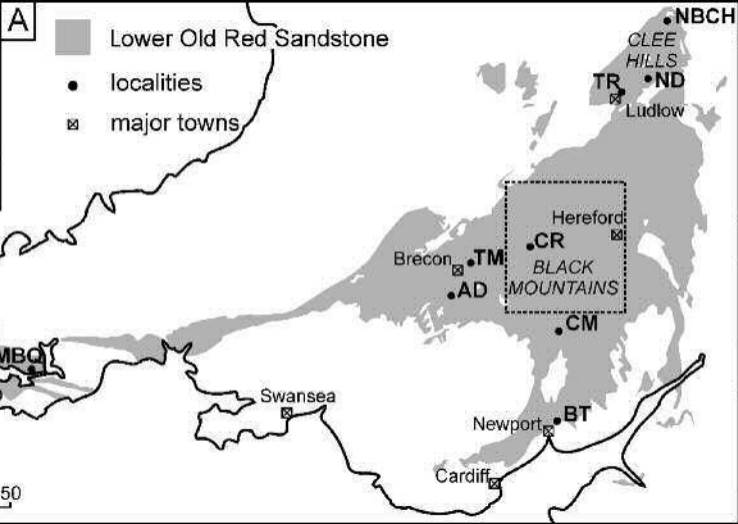 A
Lower Old Red Sandstone
localities
major towns
NBCH
CLEE
HILLS
TR
ND
Ludlow
Hereford
CR
Brecon
TM
BLACK
MOUNTAINS
AD
CM
MBQ
Swansea
BT
Newport
Cardiff
50